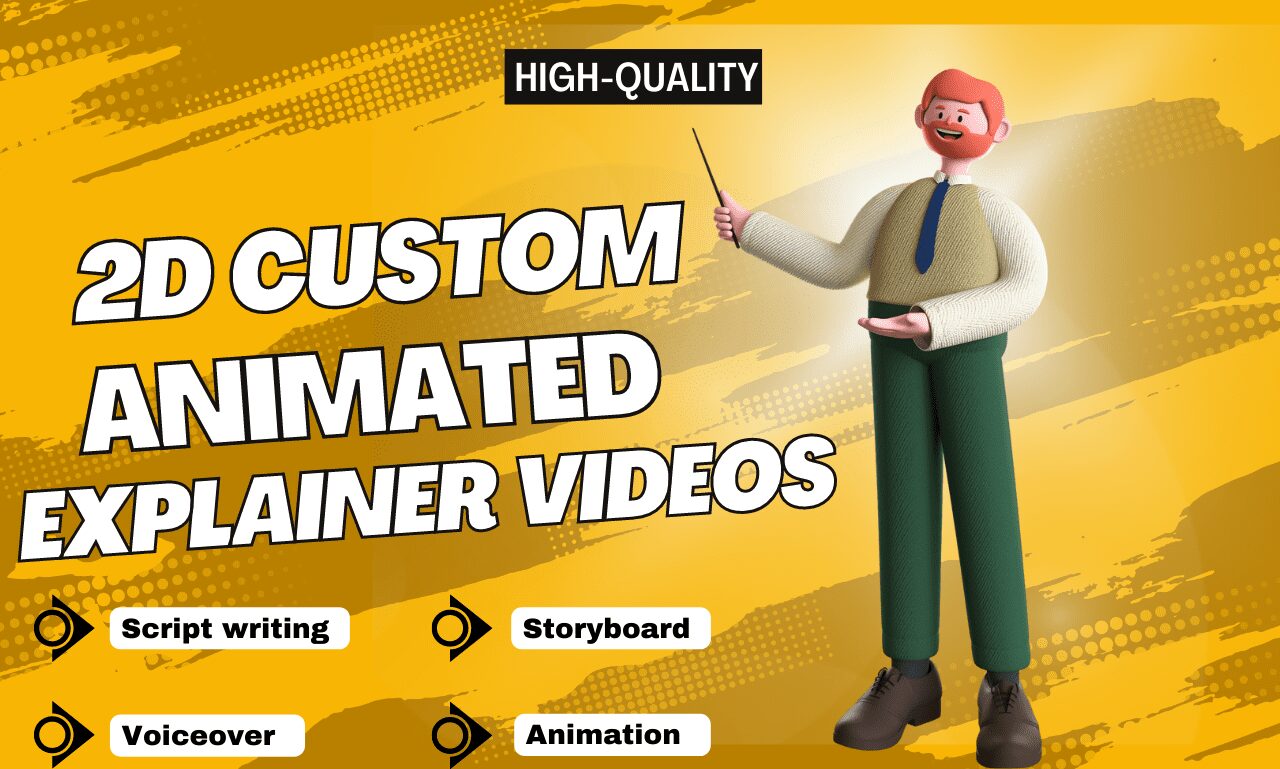 HIGH-QUALITY
2D CUSTOM
ANIMATED
EXPLAINER VIDEOS
Script writing
Storyboard
Voiceover
Animation